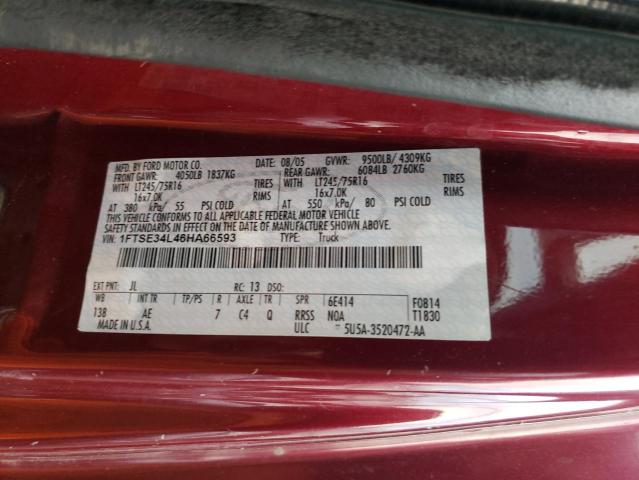 MFD. BY FORD MOTOR CO. DATE: 08/05 GVWR: 9500LB/ 4309KG
FRONT GAWR: 4050LB 1837KG REAR GAWR: 6084LB 2760KG
WITH LT245/75R16 TIRES WITH LT245/75R16 TIRES
16x7.0K RIMS 16x7.0K RIMS
AT 380 kPa/ 55 PSI COLD AT 550 kPa/ 80 PSI COLD
THIS VEHICLE CONFORMS TO ALL APPLICABLE FEDERAL MOTOR VEHICLE
SAFETY STANDARDS IN EFFECT ON THE DATE OF MANUFACTURE SHOWN ABOVE.
VIN: 1FTSE34L46HA66593 TYPE: Truck
EXT PNT: JL RC: 13 DSO:
WB INT TR TP/PS R AXLE TR SPR 6E414 F0814
138 AE 7 C4 Q RRSS NOA T1830
MADE IN U.S.A. ULC 5U5A-3520472-AA